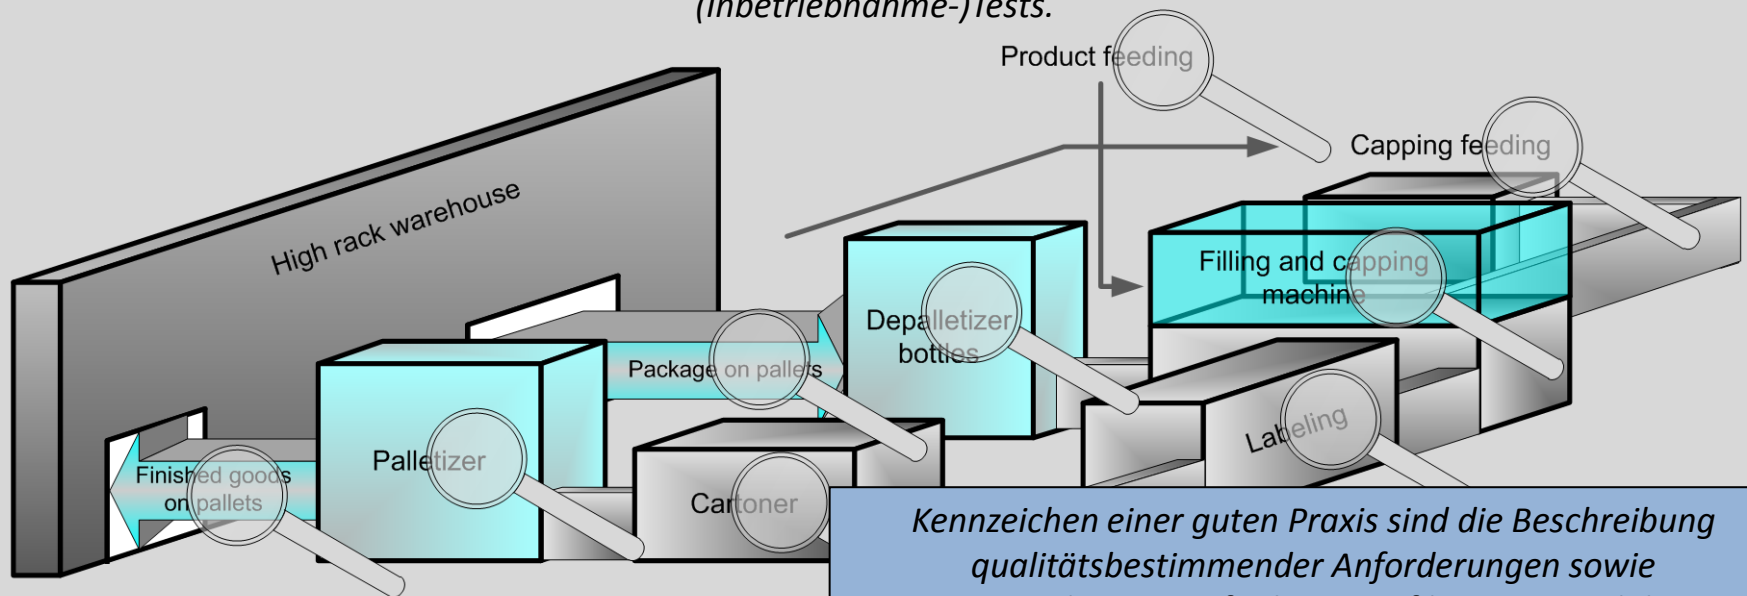 (Inbetriebnahme-)Tests.
Product feeding
Capping feeding
High rack warehouse
Filling and capping
machine
Depalletizer
bottles
Package on pallets
Labeling
Palletizer
Finished goods
on pallets
Cartoner
Kennzeichen einer guten Praxis sind die Beschreibung
qualitätsbestimmender Anforderungen sowie